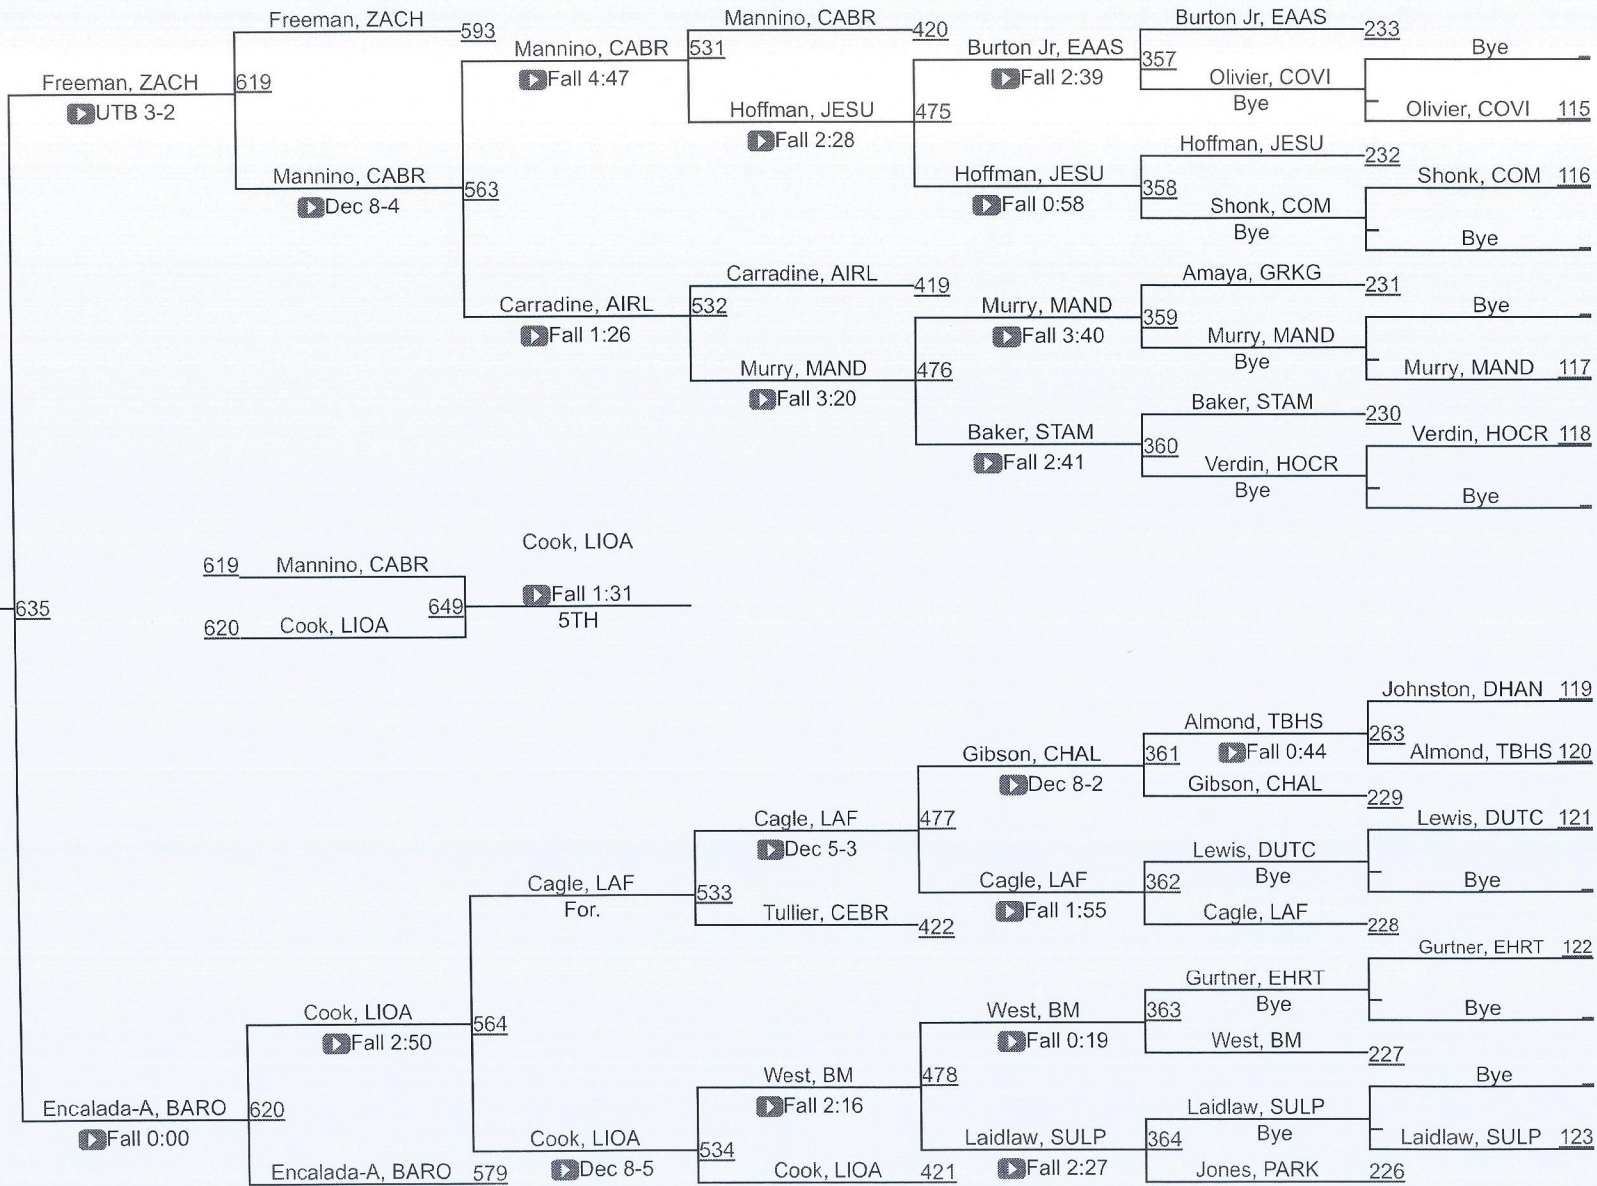 Freeman, ZACH 593
Mannino, CABR 420
Burton Jr, EAAS 233
Mannino, CABR 531
Burton Jr, EAAS 357
Bye
Freeman, ZACH 619
Fall 4:47
Fall 2:39
Olivier, COVI
Bye
UTB 3-2
Hoffman, JESU 475
Olivier, COVI 115
Fall 2:28
Hoffman, JESU 232
Mannino, CABR 563
Hoffman, JESU 358
Shonk, COM 116
Dec 8-4
Fall 0:58
Shonk, COM
Bye
Bye
Carradine, AIRL 419
Amaya, GRKG 231
Carradine, AIRL 532
Murry, MAND 359
Bye
Fall 1:26
Fall 3:40
Murry, MAND
Bye
Murry, MAND 476
Murry, MAND 117
Fall 3:20
Baker, STAM 230
Baker, STAM 360
Verdin, HOCR 118
Fall 2:41
Verdin, HOCR
Bye
Bye
Cook, LIOA
619 Mannino, CABR
635
649
Fall 1:31
5TH
620 Cook, LIOA
Johnston, DHAN 119
Almond, TBHS 263
Gibson, CHAL 361
Fall 0:44
Almond, TBHS 120
Dec 8-2
Gibson, CHAL 229
Cagle, LAF 477
Lewis, DUTC 121
Dec 5-3
Lewis, DUTC
Bye
Cagle, LAF 533
Cagle, LAF 362
Bye
For.
Tullier, CEBR 422
Fall 1:55
Cagle, LAF 228
Gurtner, EHRT 122
Gurtner, EHRT
Bye
Cook, LIOA 564
West, BM 363
Bye
Fall 2:50
Fall 0:19
West, BM 227
West, BM 478
Bye
Encalada-A, BARO 620
Fall 2:16
Laidlaw, SULP
Bye
Fall 0:00
Cook, LIOA 534
Laidlaw, SULP 364
Laidlaw, SULP 123
Encalada-A, BARO 579
Dec 8-5
Cook, LIOA 421
Fall 2:27
Jones, PARK 226